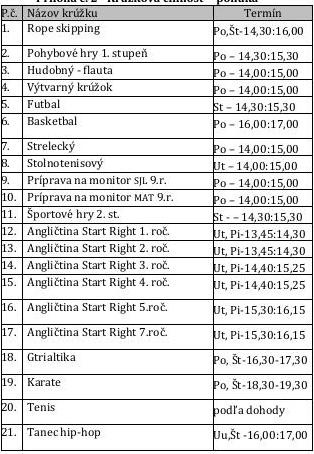 P.č. Názov krúžku Termín
1. Rope skipping Po,Št-14,30:16,00
2. Pohybové hry 1. stupeň Po – 14,30:15,30
3. Hudobný - flauta Po – 14,00:15,00
4. Výtvarný krúžok Po – 14,00:15,00
5. Futbal St – 14,30:15,30
6. Basketbal Po – 16,00:17,00
7. Strelecký Po – 14,00:15,00
8. Stolnotenisový Ut – 14,00:15,00
9. Príprava na monitor SJL 9.r. Po – 14,00:15,00
10. Príprava na monitor MAT 9.r. Po – 14,00:15,00
11. Športové hry 2. st. St - – 14,30:15,30
12. Angličtina Start Right 1. roč. Ut, Pi-13,45:14,30
13. Angličtina Start Right 2. roč. Ut, Pi-13,45:14,30
14. Angličtina Start Right 3. roč. Ut, Pi-14,40:15,25
15. Angličtina Start Right 4. roč. Ut, Pi-14,40:15,25
16. Angličtina Start Right 5.roč. Ut, Pi-15,30:16,15
17. Angličtina Start Right 7.roč. Ut, Pi-15,30:16,15
18. Gtrialtika Po, Št-16,30-17,30
19. Karate Po, Št-18,30-19,30
20. Tenis podľa dohody
21. Tanec hip-hop Uu,Št -16,00:17,00